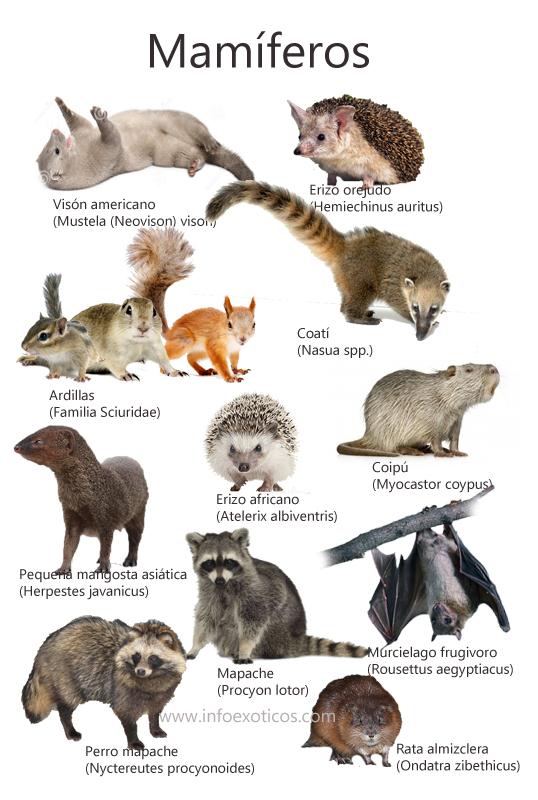 Mamíferos
Visón americano
(Mustela (Neovison) vison)
Erizo orejudo
(Hemiechinus auritus)
Coatí
(Nasua spp.)
Ardillas
(Familia Sciuridae)
Coipú
(Myocastor coypus)
Erizo africano
(Atelerix albiventris)
Pequeña mangosta asiática
(Herpestes javanicus)
Murcielago frugivoro
(Rousettus aegyptiacus)
Mapache
(Procyon lotor)
www.infoexoticos.com
Perro mapache
(Nyctereutes procyonoides)
Rata almizclera
(Ondatra zibethicus)